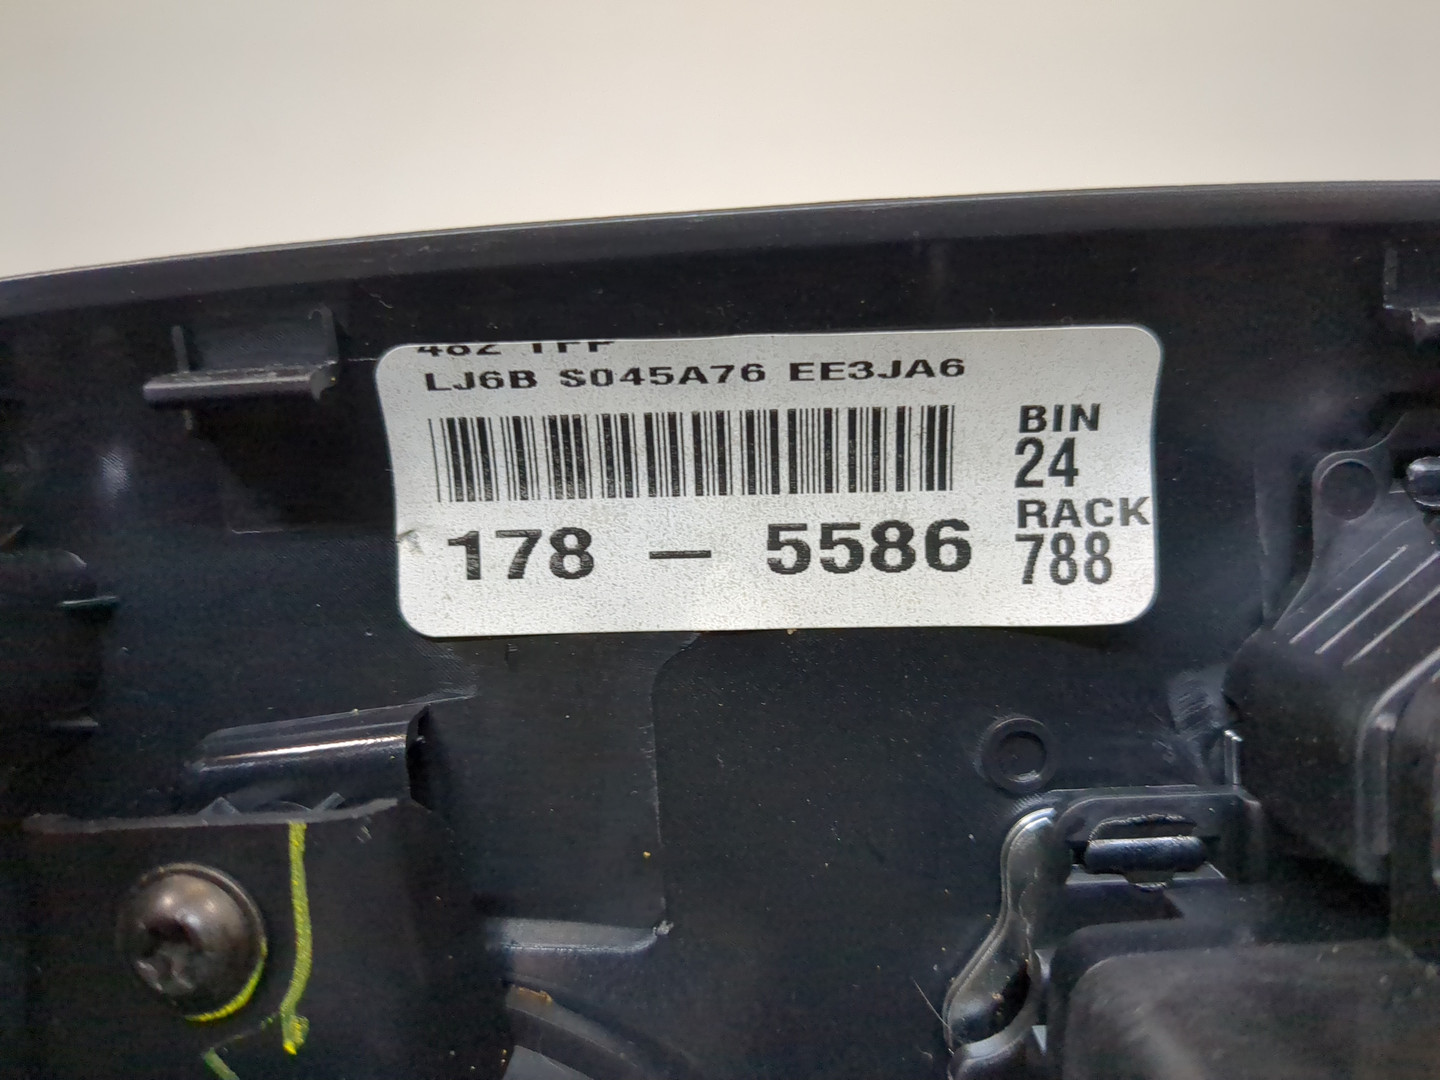 LJ6B S045A76 EE3JA6
BIN
24
RACK
788
178 - 5586